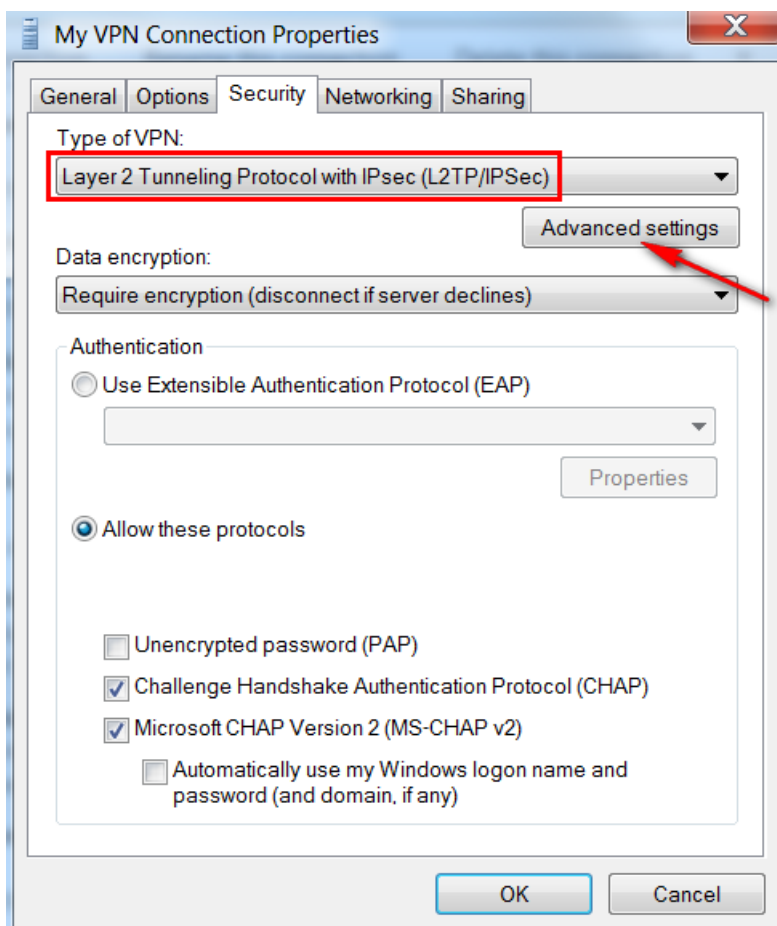 My VPN Connection Properties
X
General Options Security Networking Sharing
Type of VPN:
Layer 2 Tunneling Protocol with IPsec (L2TP/IPSec)
Advanced settings
Data encryption:
Require encryption (disconnect if server declines)
Authentication
Use Extensible Authentication Protocol (EAP)
Properties
Allow these protocols
Unencrypted password (PAP)
Challenge Handshake Authentication Protocol (CHAP)
Microsoft CHAP Version 2 (MS-CHAP v2)
Automatically use my Windows logon name and
password (and domain, if any)
OK Cancel